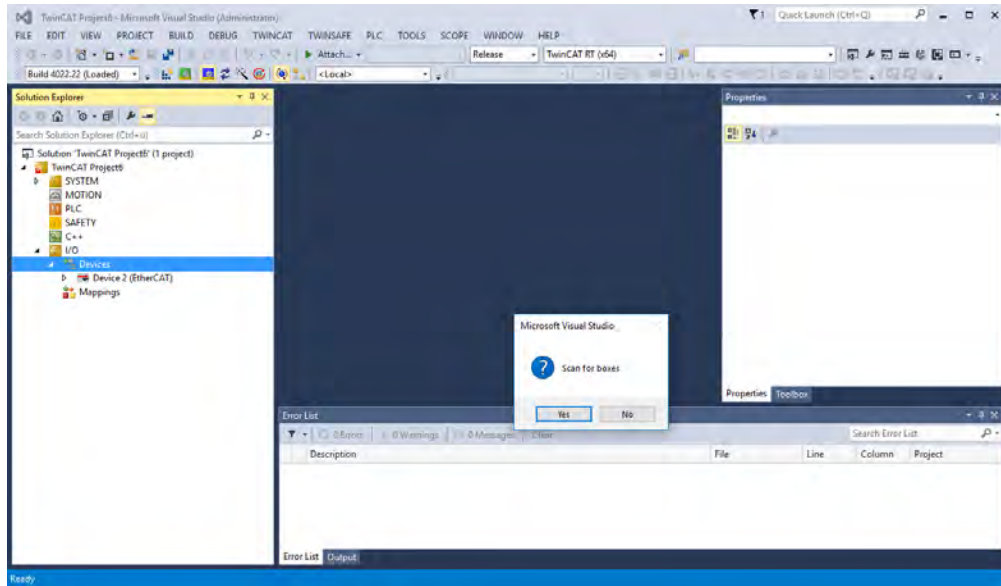 TwinCAT Project6 - Microsoft Visual Studio (Administrator)
1 Quick Launch (Ctrl+Q)
FILE EDIT VIEW PROJECT BUILD DEBUG TWINCAT TWINSAFE PLC TOOLS SCOPE WINDOW HELP
Attach... Release TwinCAT RT (x64)
Build 4022.22 (Loaded) <Local>
Solution Explorer
Search Solution Explorer (Ctrl+ü)
Solution 'TwinCAT Project6' (1 project)
TwinCAT Project6
SYSTEM
MOTION
PLC
SAFETY
C++
I/O
Devices
Device 2 (EtherCAT)
Mappings
Properties
Microsoft Visual Studio
Scan for boxes
Yes No
Properties Toolbox
Error List
0 Errors 0 Warnings 0 Messages Clear
Search Error List
Description File Line Column Project
Error List Output
Ready